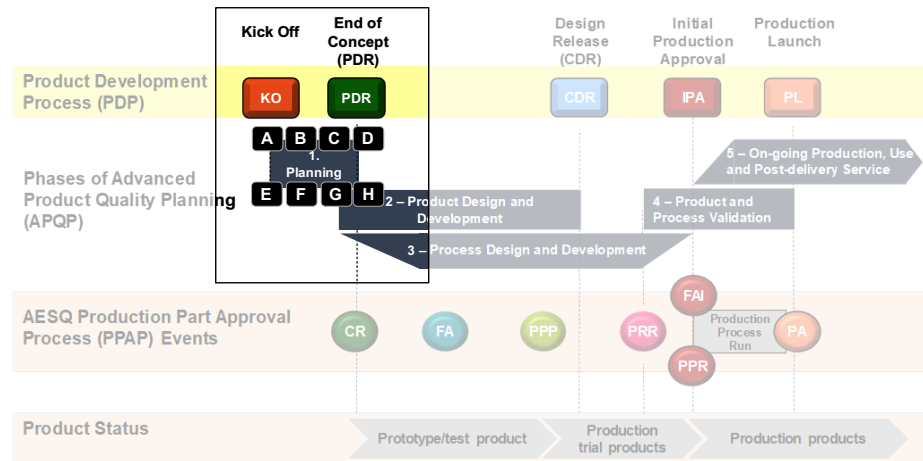 Kick Off
End of
Concept
(PDR)
Design
Release
(CDR)
Initial
Production
Approval
Production
Launch
Product Development
Process (PDP)
KO
PDR
CDR
IPA
PL
A B C D
1.
Planning
E F G H
Phases of Advanced
Product Quality Planning
(APQP)
2 – Product Design and
Development
3 – Process Design and Development
4 – Product and
Process Validation
5 – On-going Production, Use
and Post-delivery Service
AESQ Production Part Approval
Process (PPAP) Events
CR
FA
PPP
PRR
FAI
PPR
Production
Process
Run
PA
Product Status
Prototype/test product
Production
trial products
Production products